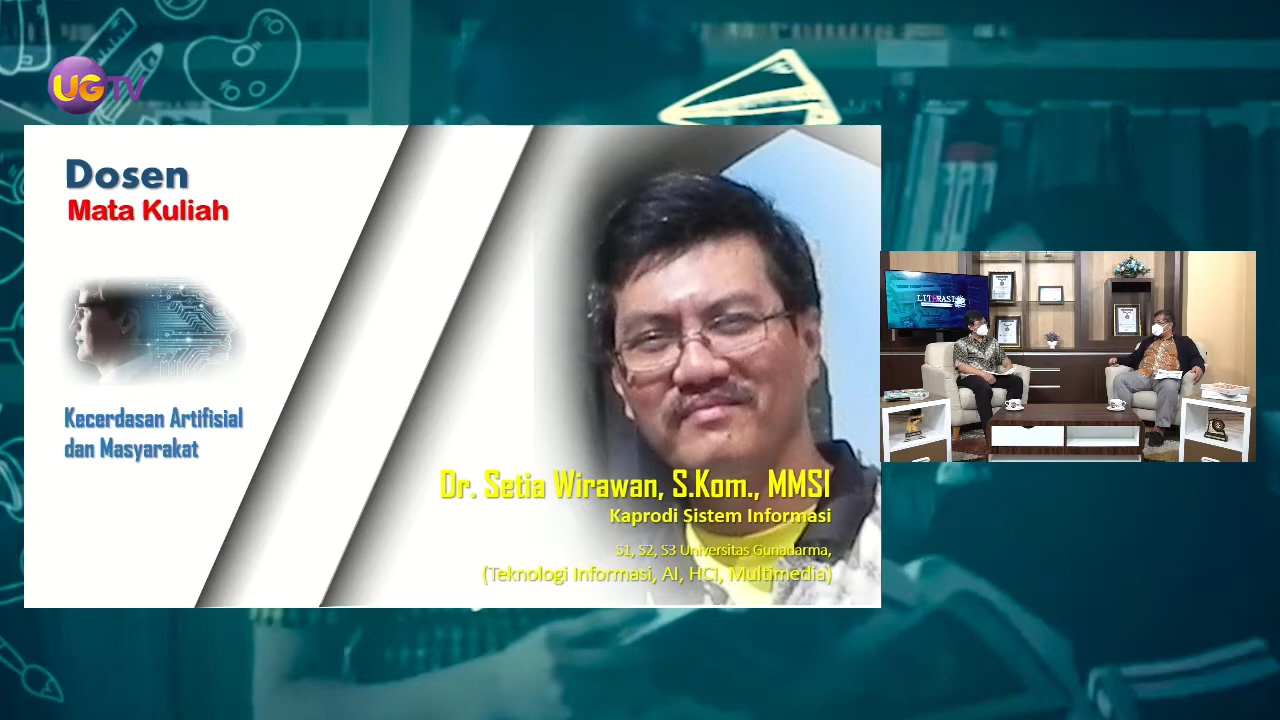 UGTV
Dosen
Mata Kuliah
Kecerdasan Artifisial
dan Masyarakat
Dr. Setia Wirawan, S.Kom., MMSI
Kaprodi Sistem Informasi
S1, S2, S3 Universitas Gunadarma,
(Teknologi Informasi, AI, HCI, Multimedia)
LITERASI